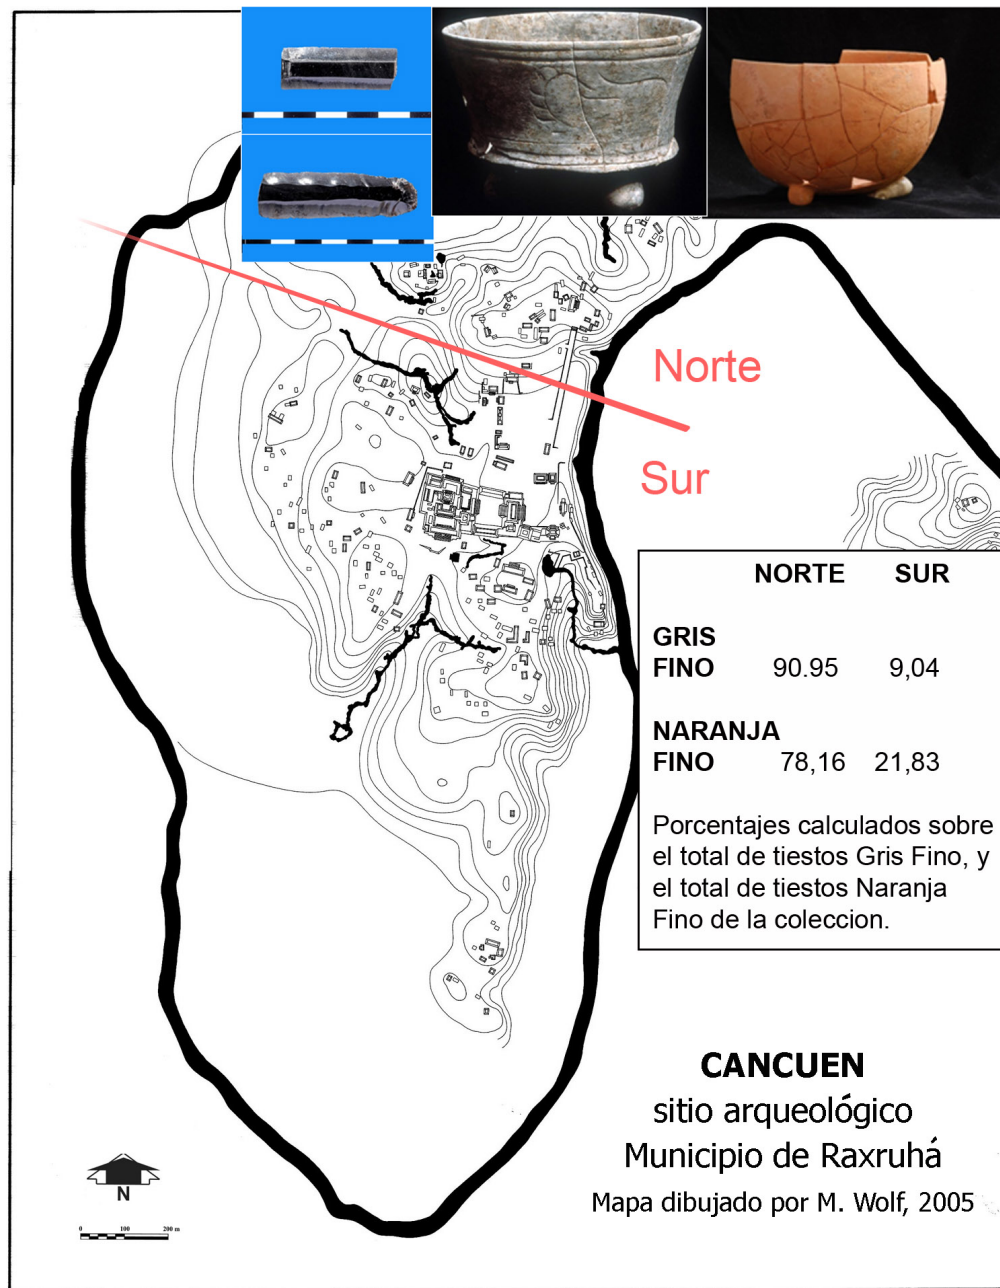 Norte
Sur
NORTE SUR
GRIS
FINO 90.95 9,04
NARANJA
FINO 78,16 21,83
Porcentajes calculados sobre
el total de tiestos Gris Fino, y
el total de tiestos Naranja
Fino de la coleccion.
CANCUEN
sitio arqueológico
Municipio de Raxruhá
Mapa dibujado por M. Wolf, 2005
N
0 100 200 m